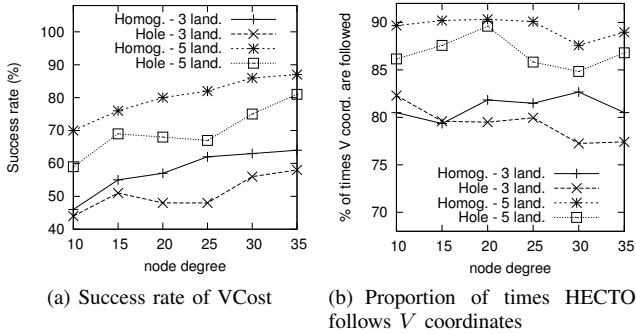 Homog. - 3 land.
Hole - 3 land.
Homog. - 5 land.
Hole - 5 land.
100
90
80
70
60
50
40
Success rate (%)
10 15 20 25 30 35
node degree
(a) Success rate of VCost
90
85
80
75
70
% of times V coord. are followed
Homog. - 3 land.
Hole - 3 land.
Homog. - 5 land.
Hole - 5 land.
10 15 20 25 30 35
node degree
(b) Proportion of times HECTO
follows V coordinates